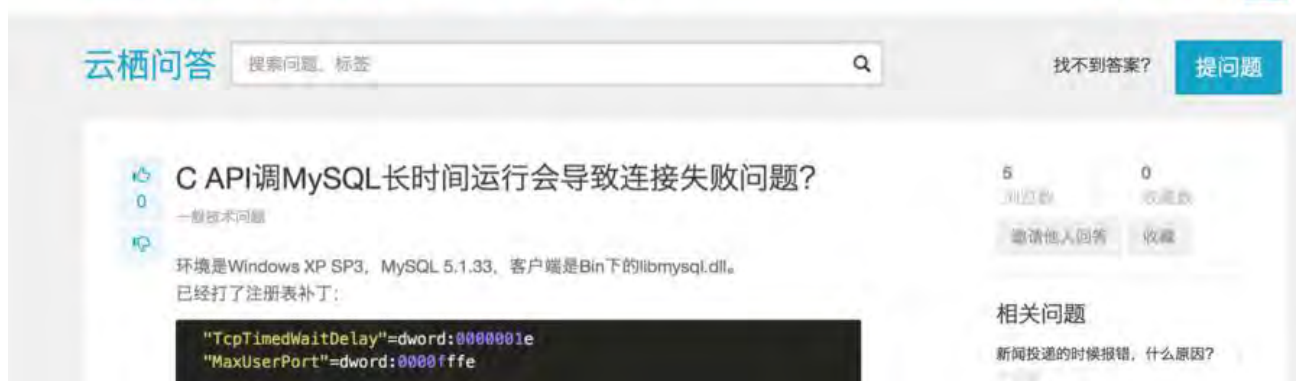 云栖问答
搜索问题、标签
找不到答案?
提问题
C API调MySQL长时间运行会导致连接失败问题?
0
一般技术问题
环境是Windows XP SP3，MySQL 5.1.33，客户端是Bin下的libmysql.dll。
已经打了注册表补丁：
"TcpTimedWaitDelay"=dword:0000001e
"MaxUserPort"=dword:0000fffe
5 0
浏览数 收藏数
邀请他人回答 收藏
相关问题
新闻投递的时候报错，什么原因?